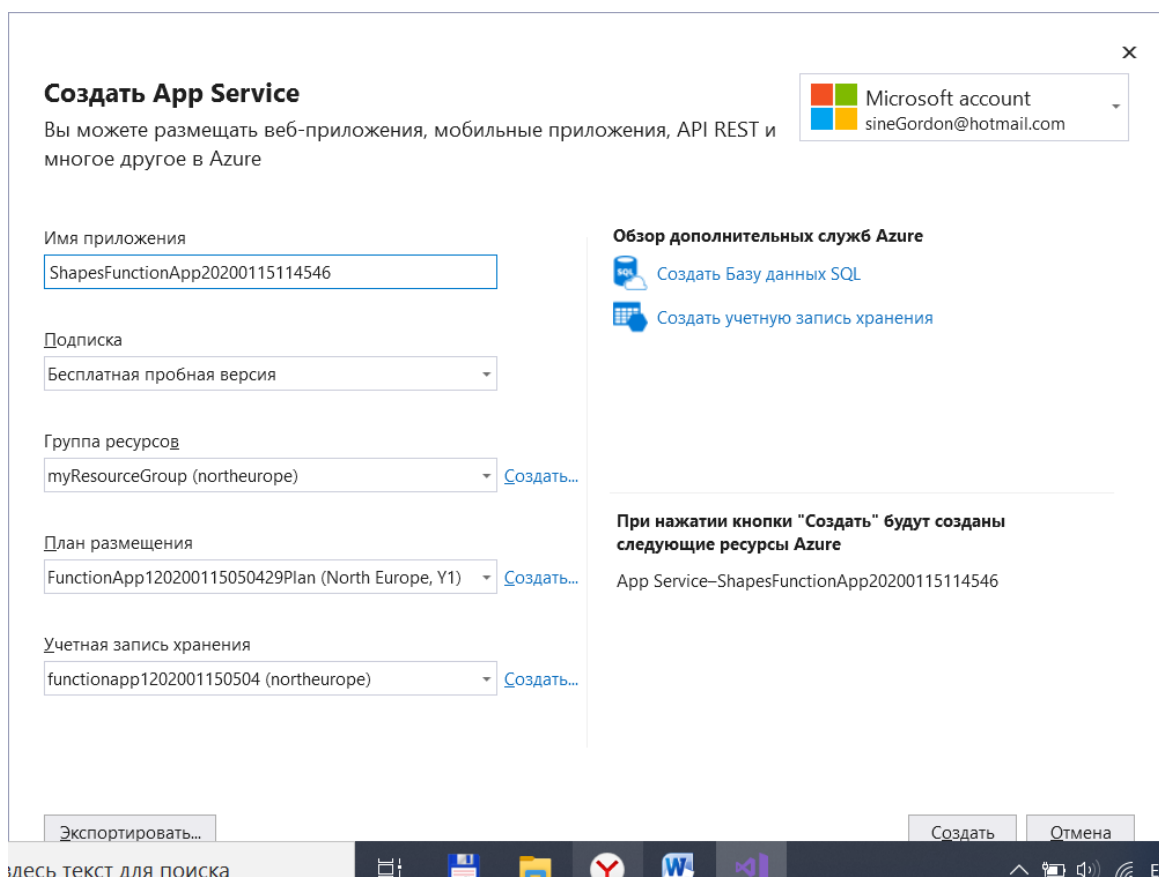 Создать App Service
Вы можете размещать веб-приложения, мобильные приложения, API REST и
многое другое в Azure
Microsoft account
sineGordon@hotmail.com
Имя приложения
ShapesFunctionApp20200115114546
Подписка
Бесплатная пробная версия
Группа ресурсов
myResourceGroup (northeurope)
Создать...
План размещения
FunctionApp120200115050429Plan (North Europe, Y1)
Создать...
Учетная запись хранения
functionapp1202001150504 (northeurope)
Создать...
Обзор дополнительных служб Azure
SQL
Создать Базу данных SQL
Создать учетную запись хранения
При нажатии кнопки "Создать" будут созданы
следующие ресурсы Azure
App Service–ShapesFunctionApp20200115114546
Экспортировать...
Создать
Отмена
здесь текст для поиска